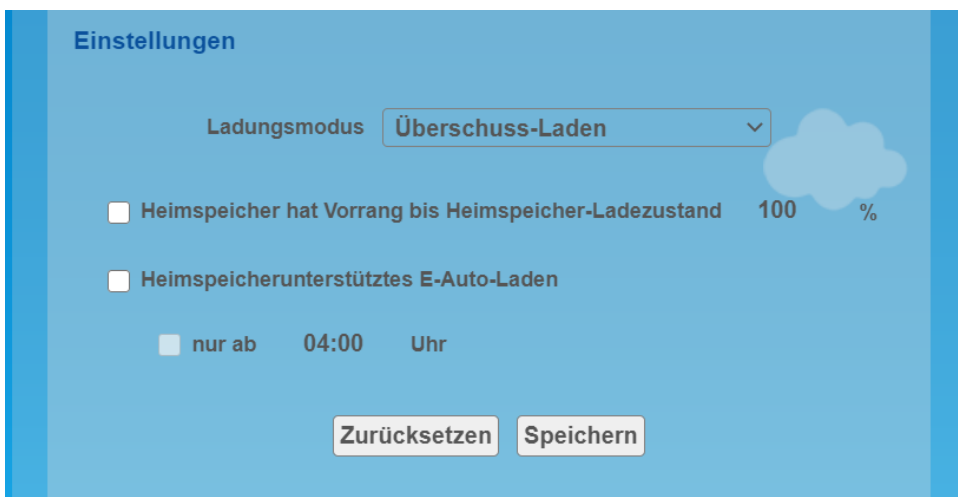 Einstellungen
Ladungsmodus Überschuss-Laden
Heimspeicher hat Vorrang bis Heimspeicher-Ladezustand 100 %
Heimspeicherunterstütztes E-Auto-Laden
nur ab 04:00 Uhr
Zurücksetzen Speichern